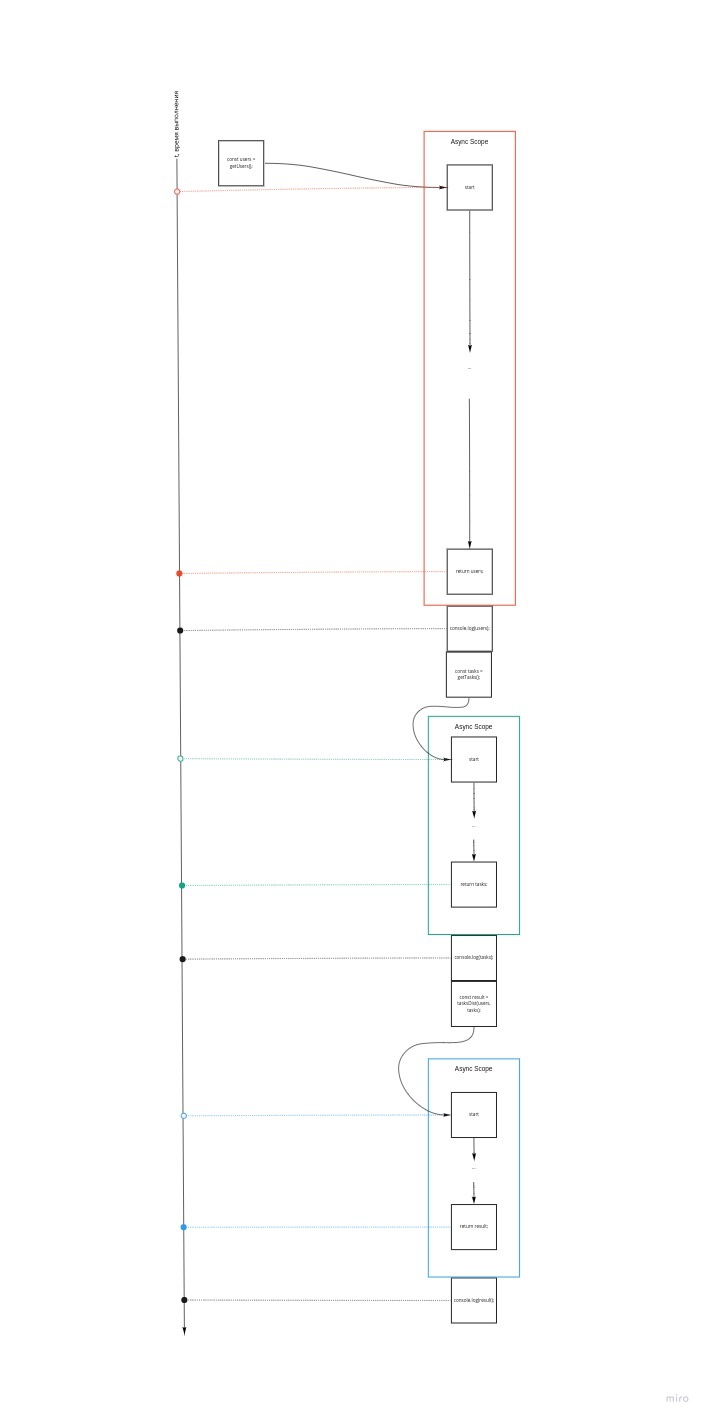 t, время выполнения
const users =
getUsers();
Async Scope
start
...
return users;
console.log(users);
const tasks =
getTasks();
Async Scope
start
...
return tasks;
console.log(tasks);
const result =
tasksDist(users,
tasks);
Async Scope
start
...
return result;
console.log(result);
miro